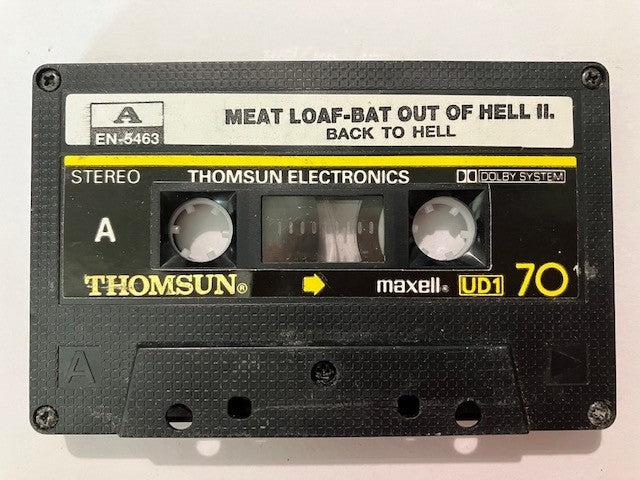 A
EN-5463
MEAT LOAF-BAT OUT OF HELL II.
BACK TO HELL
STEREO
THOMSUN ELECTRONICS
DOLBY SYSTEM
A
THOMSUN®
maxell®
UD1
70
A